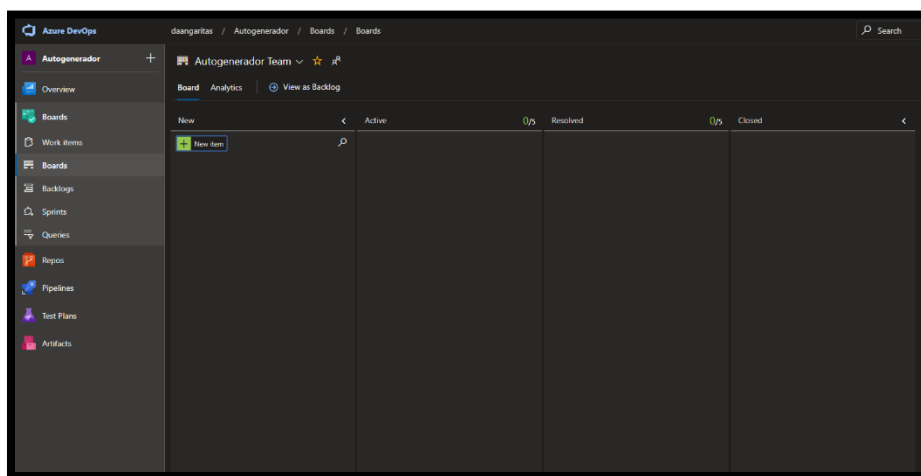 Azure DevOps
daangaritas / Autogenerador / Boards / Boards
Search
A Autogenerador +
Overview
Boards
Work items
Boards
Backlogs
Sprints
Queries
Repos
Pipelines
Test Plans
Artifacts
Autogenerador Team
Board Analytics View as Backlog
New Active 0/5 Resolved 0/5 Closed
+ New item